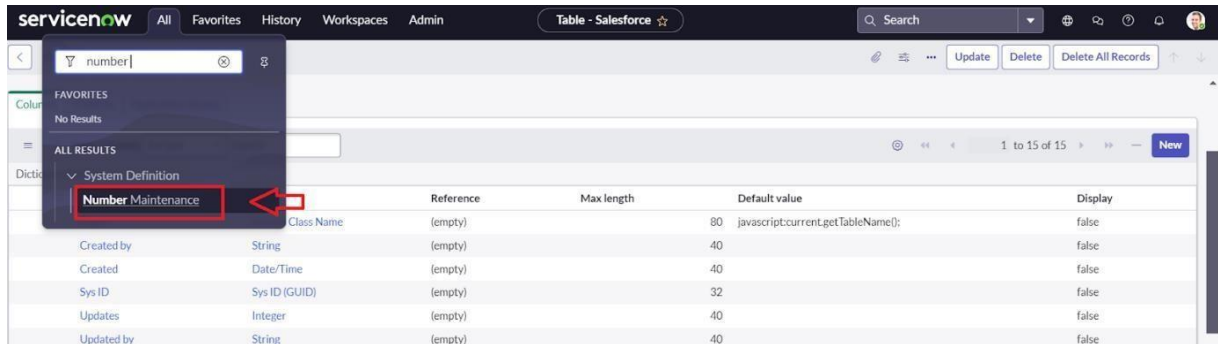 servicenow All Favorites History Workspaces Admin Table - Salesforce Search
number Update Delete Delete All Records
FAVORITES
Colum
No Results
ALL RESULTS 1 to 15 of 15 New
System Definition
Dictio
Number Maintenance Reference Max length Default value Display
Class Name (empty) 80 javascript:current.getTableName(); false
Created by String (empty) 40 false
Created Date/Time (empty) 40 false
Sys ID Sys ID (GUID) (empty) 32 false
Updates Integer (empty) 40 false
Updated by String (empty) 40 false